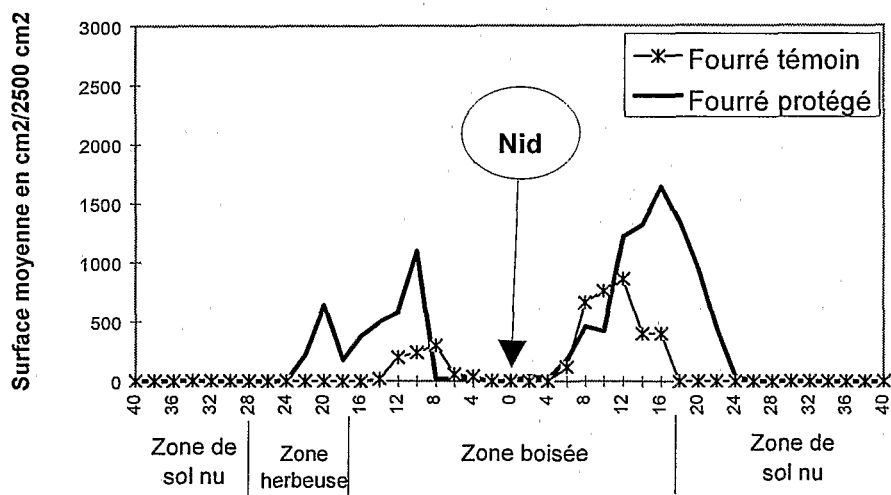 Surface moyenne en cm2/2500 cm2
3000
2500
2000
1500
1000
500
0
Fourré témoin
Fourré protégé
Nid
40 36 32 28 24 20 16 12 8 4 0 4 8 12 16 20 24 28 32 36 40
Zone de sol nu
Zone herbeuse
Zone boisée
Zone de sol nu